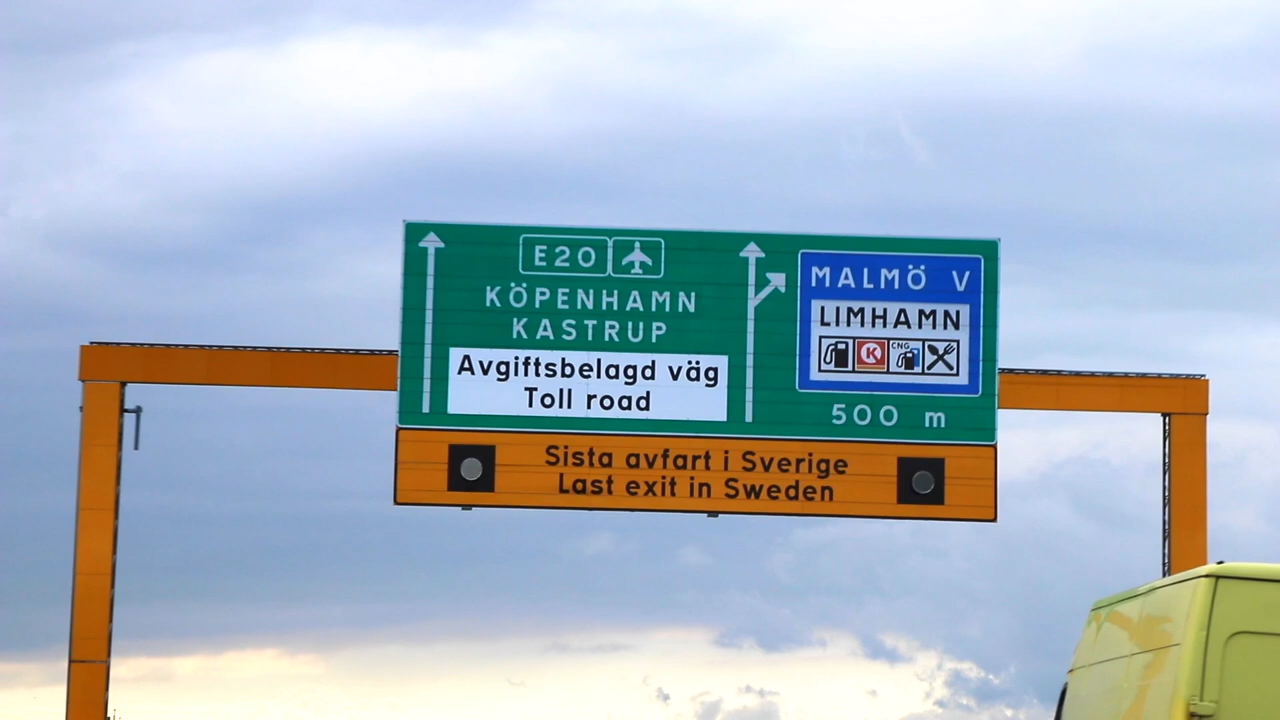 E20
KÖPENHAMN
KASTRUP
Avgiftsbelagd väg
Toll road
MALMÖ V
LIMHAMN
K CNG
500 m
Sista avfart i Sverige
Last exit in Sweden